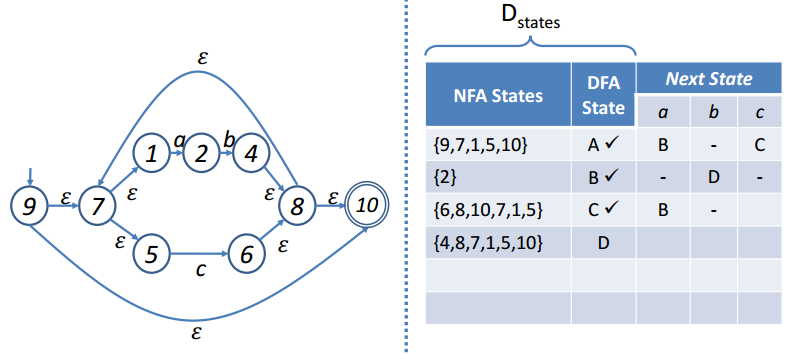 D states
NFA States DFA State Next State
a b c
{9,7,1,5,10} A ✓ B - C
{2} B ✓ - D -
{6,8,10,7,1,5} C ✓ B -
{4,8,7,1,5,10} D
ε
1 a 2 b 4
9 ε 7 ε ε 8 ε 10
ε 5 c 6 ε
ε